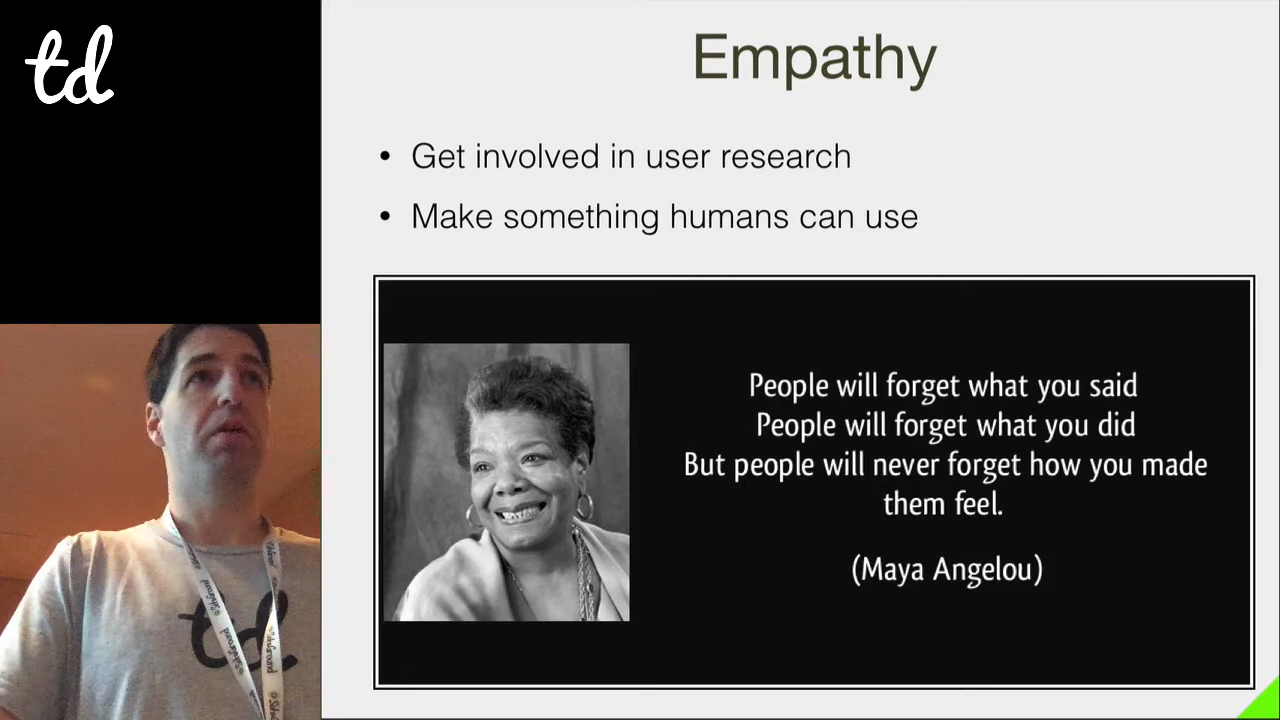 td
Empathy
• Get involved in user research
• Make something humans can use
People will forget what you said
People will forget what you did
But people will never forget how you made
them feel.
(Maya Angelou)
td